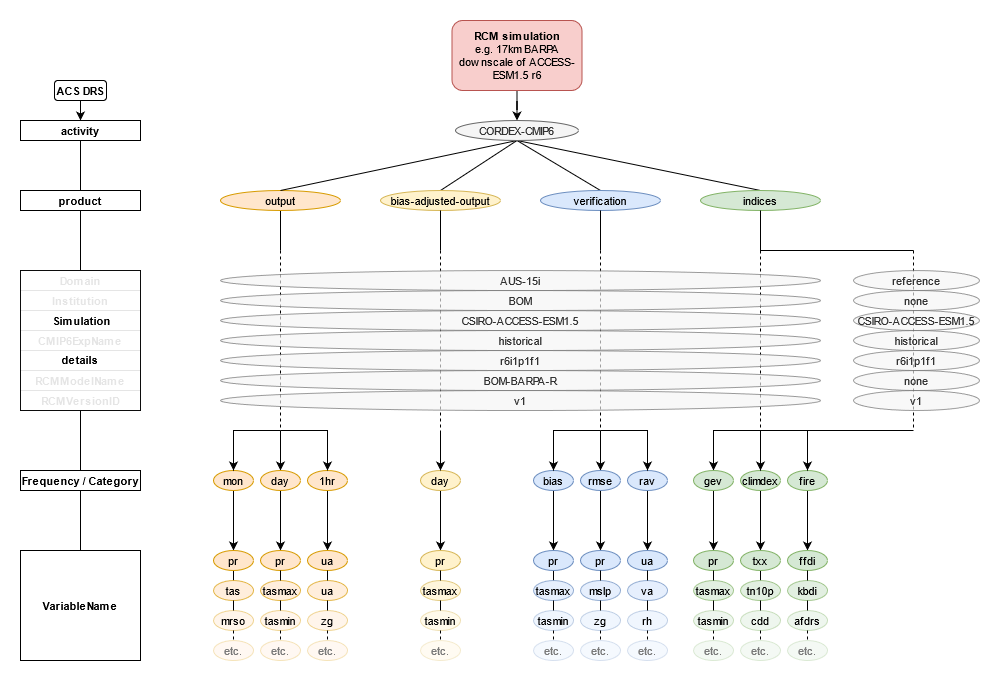 RCM simulation
e.g. 17km BARPA
downscale of ACCESS-
ESM1.5 r6
ACS DRS
activity
CORDEX-CMIP6
product
output
bias-adjusted-output
verification
indices
Domain
AUS-15i
reference
Institution
BOM
none
Simulation
CSIRO-ACCESS-ESM1.5
CSIRO-ACCESS-ESM1.5
CMIP6ExpName
historical
historical
details
r6i1p1f1
r6i1p1f1
RCMModelName
BOM-BARPA-R
none
RCMVersionID
v1
v1
Frequency / Category
mon
day
1hr
day
bias
rmse
rav
gev
climdex
fire
pr
pr
ua
pr
pr
pr
ua
pr
txx
ffdi
tas
tasmax
ua
tasmax
tasmax
mslp
va
tasmax
tn10p
kbdi
VariableName
mrso
tasmin
zg
tasmin
tasmin
zg
rh
tasmin
cdd
afdrs
etc.
etc.
etc.
etc.
etc.
etc.
etc.
etc.
etc.
etc.